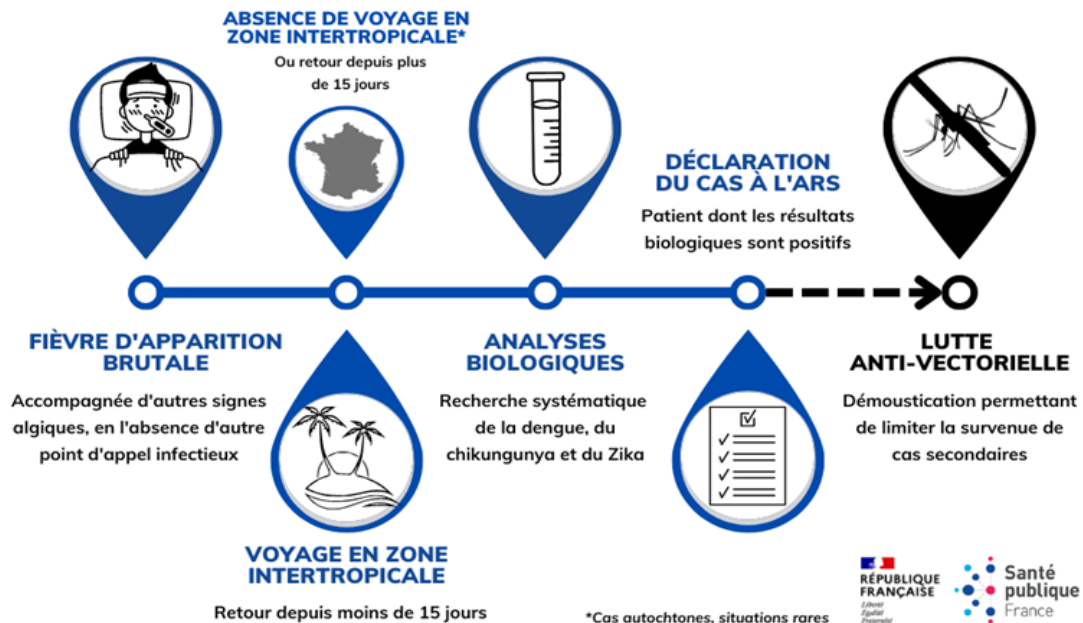 ABSENCE DE VOYAGE EN
ZONE INTERTROPICALE*
Ou retour depuis plus
de 15 jours
DÉCLARATION
DU CAS À L'ARS
Patient dont les résultats
biologiques sont positifs
FIÈVRE D'APPARITION
BRUTALE
Accompagnée d'autres signes
algiques, en l'absence d'autre
point d'appel infectieux
ANALYSES
BIOLOGIQUES
Recherche systématique
de la dengue, du
chikungunya et du Zika
LUTTE
ANTI-VECTORIELLE
Démoustication permettant
de limiter la survenue de
cas secondaires
VOYAGE EN ZONE
INTERTROPICALE
Retour depuis moins de 15 jours
*Cas autochtones, situations rares
RÉPUBLIQUE
FRANÇAISE
Liberté
Égalité
Fraternité
Santé
publique
France